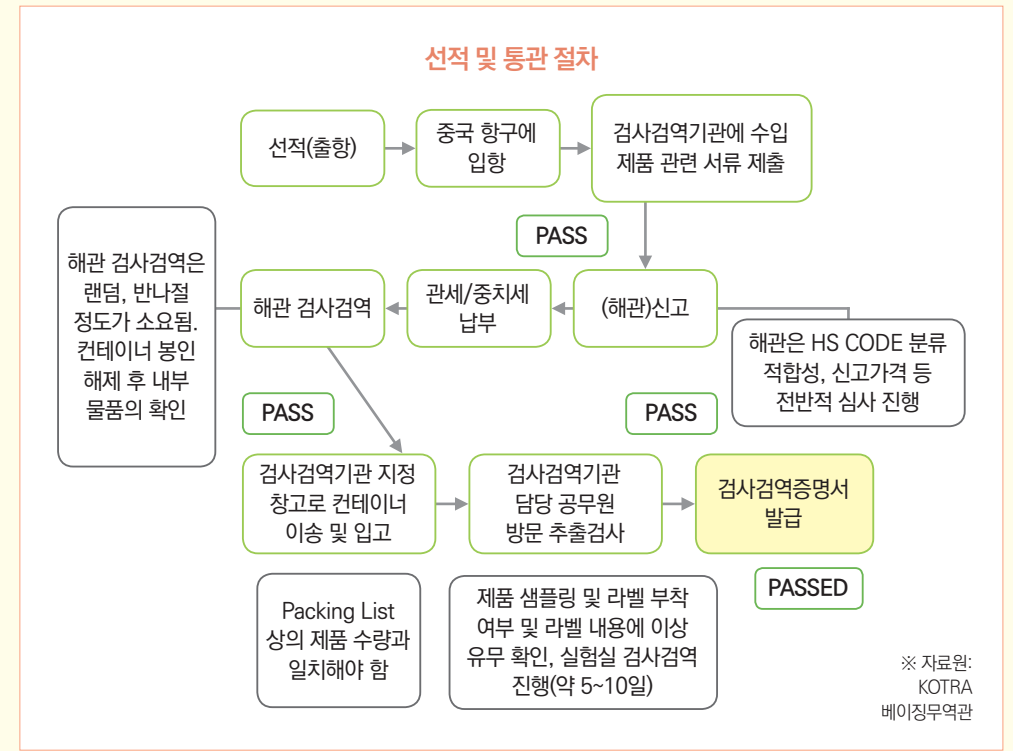 선적 및 통관 절차
선적(출항)
중국 항구에
입항
검사검역기관에 수입
제품 관련 서류 제출
PASS
해관 검사검역은
랜덤, 반나절
정도가 소요됨.
컨테이너 봉인
해제 후 내부
물품의 확인
해관 검사검역
관세/중치세
납부
(해관)신고
해관은 HS CODE 분류
적합성, 신고가격 등
전반적 심사 진행
PASS
PASS
검사검역기관 지정
창고로 컨테이너
이송 및 입고
검사검역기관
담당 공무원
방문 추출검사
검사검역증명서
발급
PASSED
Packing List
상의 제품 수량과
일치해야 함
제품 샘플링 및 라벨 부착
여부 및 라벨 내용에 이상
유무 확인, 실험실 검사검역
진행(약 5~10일)
※ 자료원:
KOTRA
베이징무역관